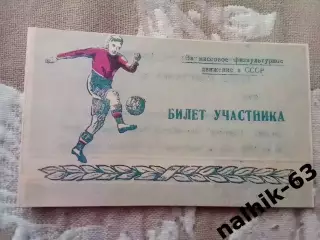 За массовое физкультурное
движение в СССР
БИЛЕТ УЧАСТНИКА
nalhik-63